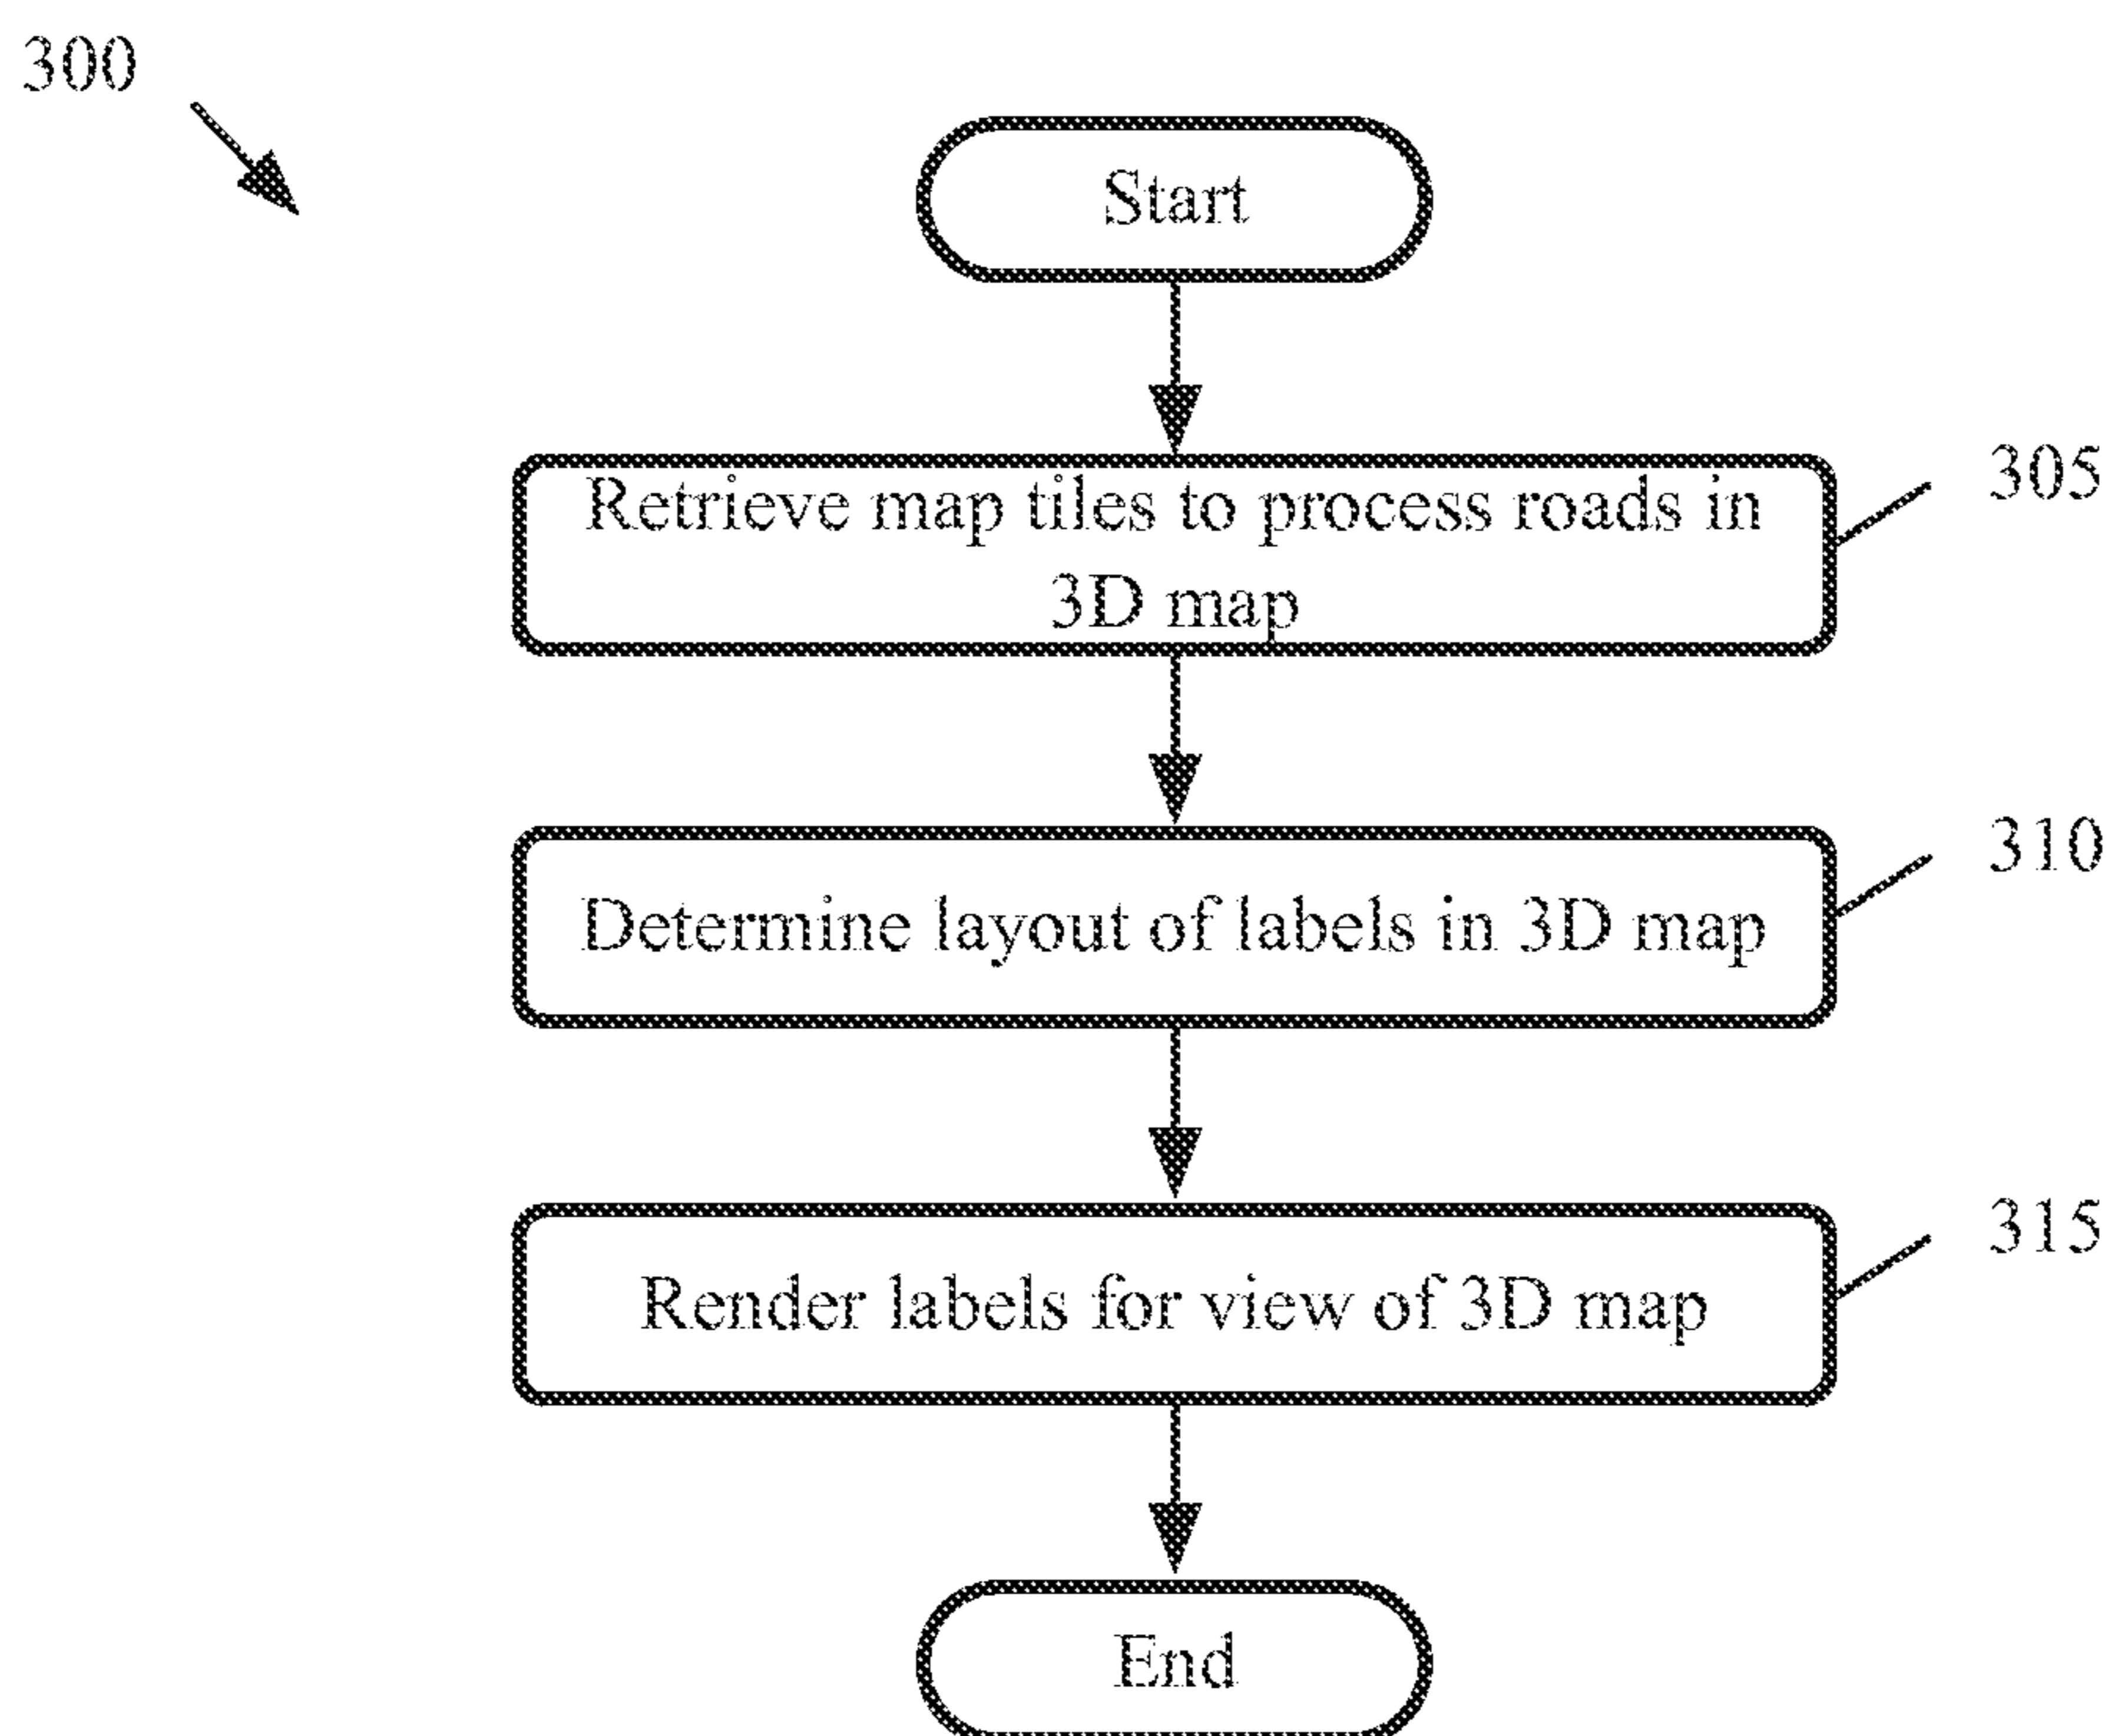 300
Start
Retrieve map tiles to process roads in
3D map
305
Determine layout of labels in 3D map
310
Render labels for view of 3D map
315
End